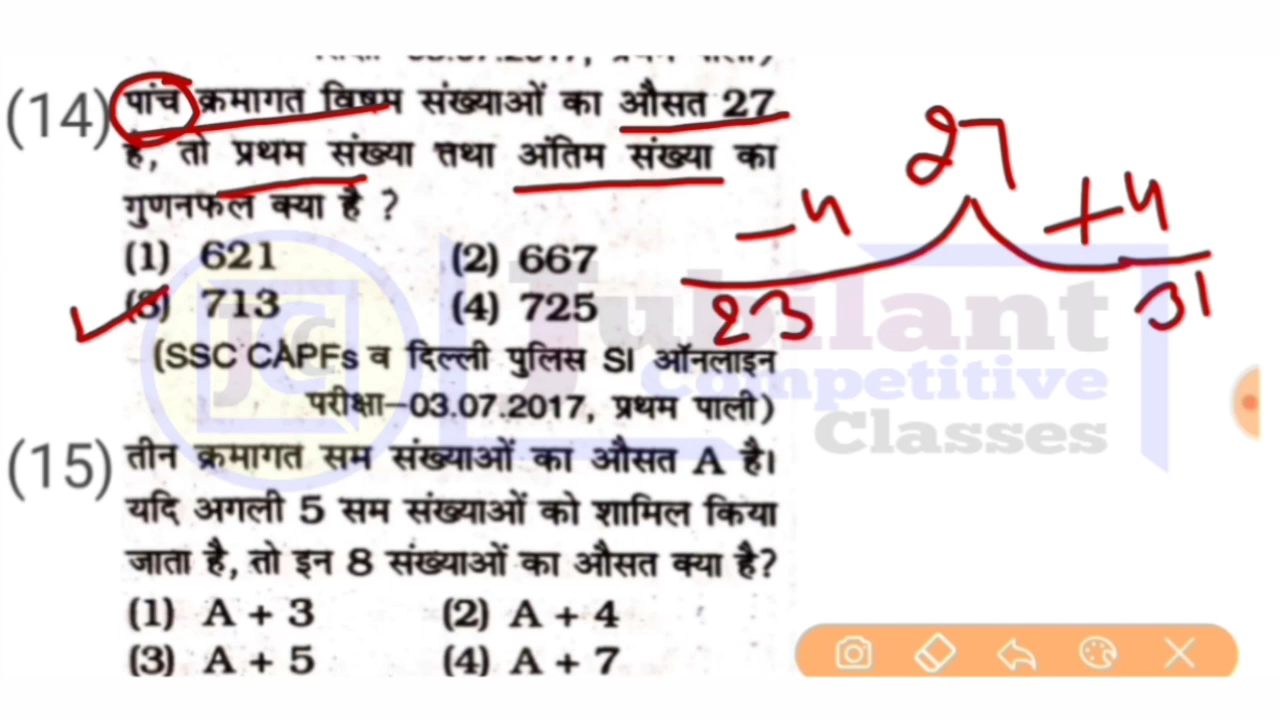 (14) पांच क्रमागत विषम संख्याओं का औसत 27
है, तो प्रथम संख्या तथा अंतिम संख्या का
गुणनफल क्या है ?
(1) 621 (2) 667
(3) 713 (4) 725
(SSC CAPFs व दिल्ली पुलिस SI ऑनलाइन
परीक्षा–03.07.2017, प्रथम पाली)
27
–4 +4
23 31
(15) तीन क्रमागत सम संख्याओं का औसत A है।
यदि अगली 5 सम संख्याओं को शामिल किया
जाता है, तो इन 8 संख्याओं का औसत क्या है?
(1) A + 3 (2) A + 4
(3) A + 5 (4) A + 7
JCC
Jubilant
Competitive
Classes